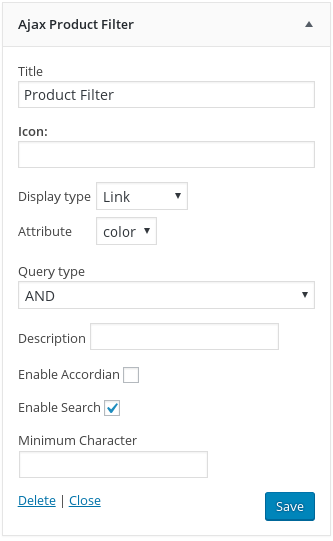 Ajax Product Filter
Title
Product Filter
Icon:
Display type Link
Attribute color
Query type
AND
Description
Enable Accordian
Enable Search
Minimum Character
Delete | Close Save